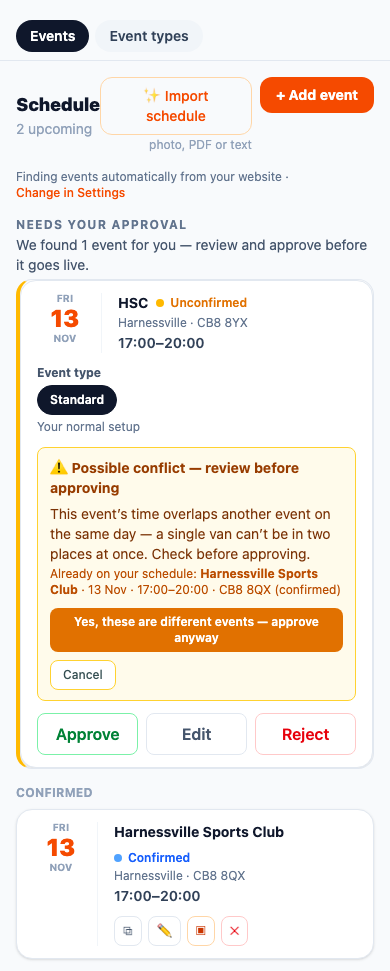 Events
Event types
Schedule
2 upcoming
✨ Import
schedule
+ Add event
photo, PDF or text
Finding events automatically from your website ·
Change in Settings
NEEDS YOUR APPROVAL
We found 1 event for you — review and approve before
it goes live.
FRI
13
NOV
HSC
Unconfirmed
Harnessville · CB8 8YX
17:00–20:00
Event type
Standard
Your normal setup
⚠️ Possible conflict — review before
approving
This event's time overlaps another event on
the same day — a single van can't be in two
places at once. Check before approving.
Already on your schedule: Harnessville Sports
Club · 13 Nov · 17:00–20:00 · CB8 8QX (confirmed)
Yes, these are different events — approve
anyway
Cancel
Approve
Edit
Reject
CONFIRMED
FRI
13
NOV
Harnessville Sports Club
Confirmed
Harnessville · CB8 8QX
17:00–20:00